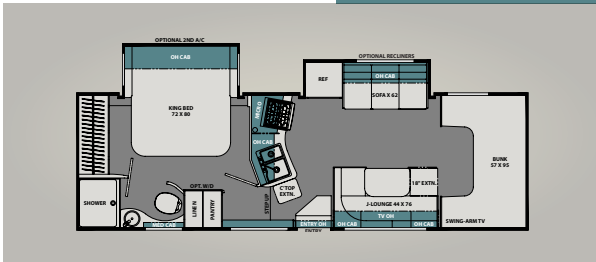 OPTIONAL 2ND A/C
OH CAB
KING BED
72 X 80
MICRO
OH CAB
REF
OPTIONAL RECLINERS
OH CAB
SOFA X 62
BUNK
57 X 95
SHOWER
MED CAB
OPT. W/D
LINEN
PANTRY
STEP UP
C'TOP
EXTN.
ENTRY OH
ENTRY
18" EXTN.
J-LOUNGE 44 X 76
TV OH
OH CAB
OH CAB
SWING-ARM TV